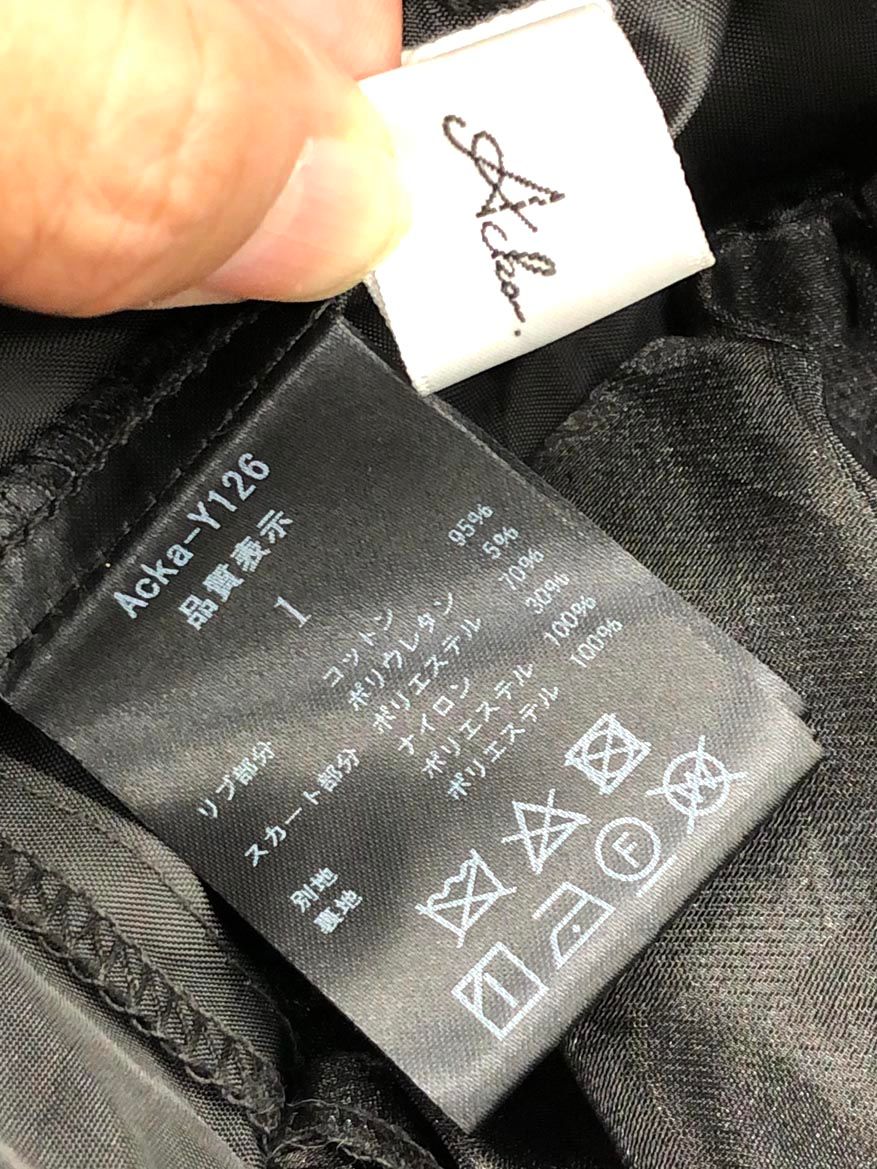 Acka.
Acka-Y126
品質表示
1
リブ部分 コットン 95%
ポリウレタン 5%
スカート部分 ポリエステル 70%
ナイロン 30%
別地 ポリエステル 100%
裏地 ポリエステル 100%
F W